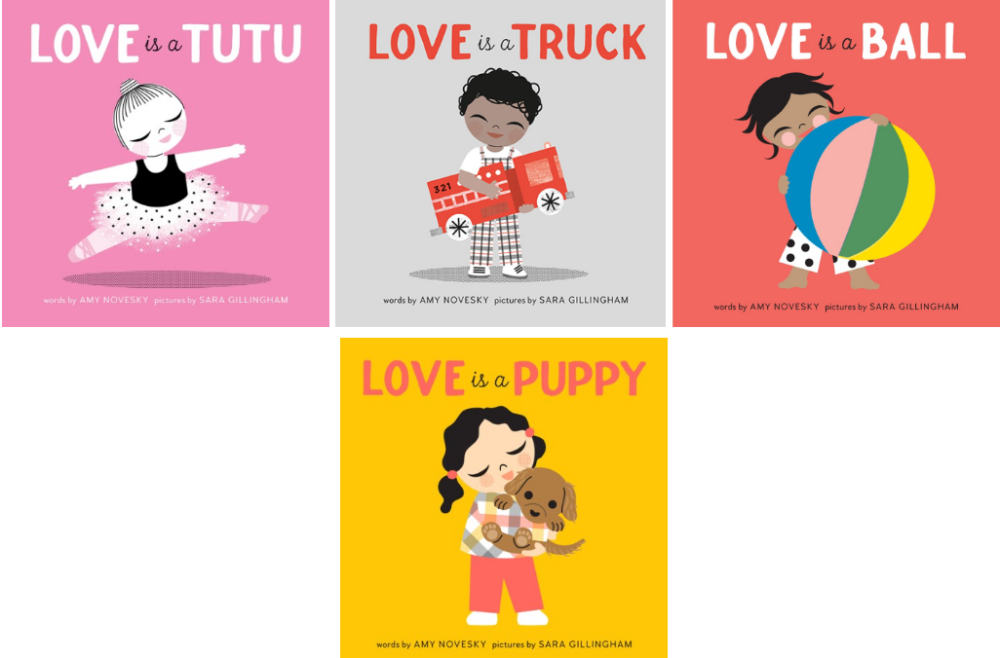 LOVE is a TUTU
words by AMY NOVESKY pictures by SARA GILLINGHAM
LOVE is a TRUCK
321
words by AMY NOVESKY pictures by SARA GILLINGHAM
LOVE is a BALL
words by AMY NOVESKY pictures by SARA GILLINGHAM
LOVE is a PUPPY
words by AMY NOVESKY pictures by SARA GILLINGHAM